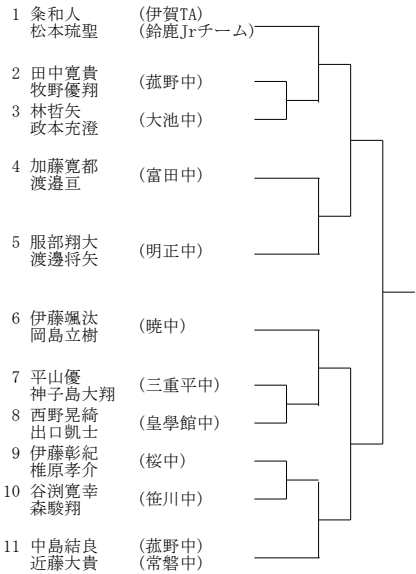 1 粂和人 (伊賀TA)
松本琉聖 (鈴鹿Jrチーム)
2 田中寛貴 (菰野中)
牧野優翔
3 林哲矢 (大池中)
政本充澄
4 加藤寛都 (富田中)
渡邉亘
5 服部翔大 (明正中)
渡邊将矢
6 伊藤颯汰 (暁中)
岡島立樹
7 平山優 (三重平中)
神子島大翔
8 西野晃綺 (皇學館中)
出口凱士
9 伊藤彰紀 (桜中)
椎原孝介
10 谷渕寛幸 (笹川中)
森駿翔
11 中島結良 (菰野中)
近藤大貴 (常磐中)